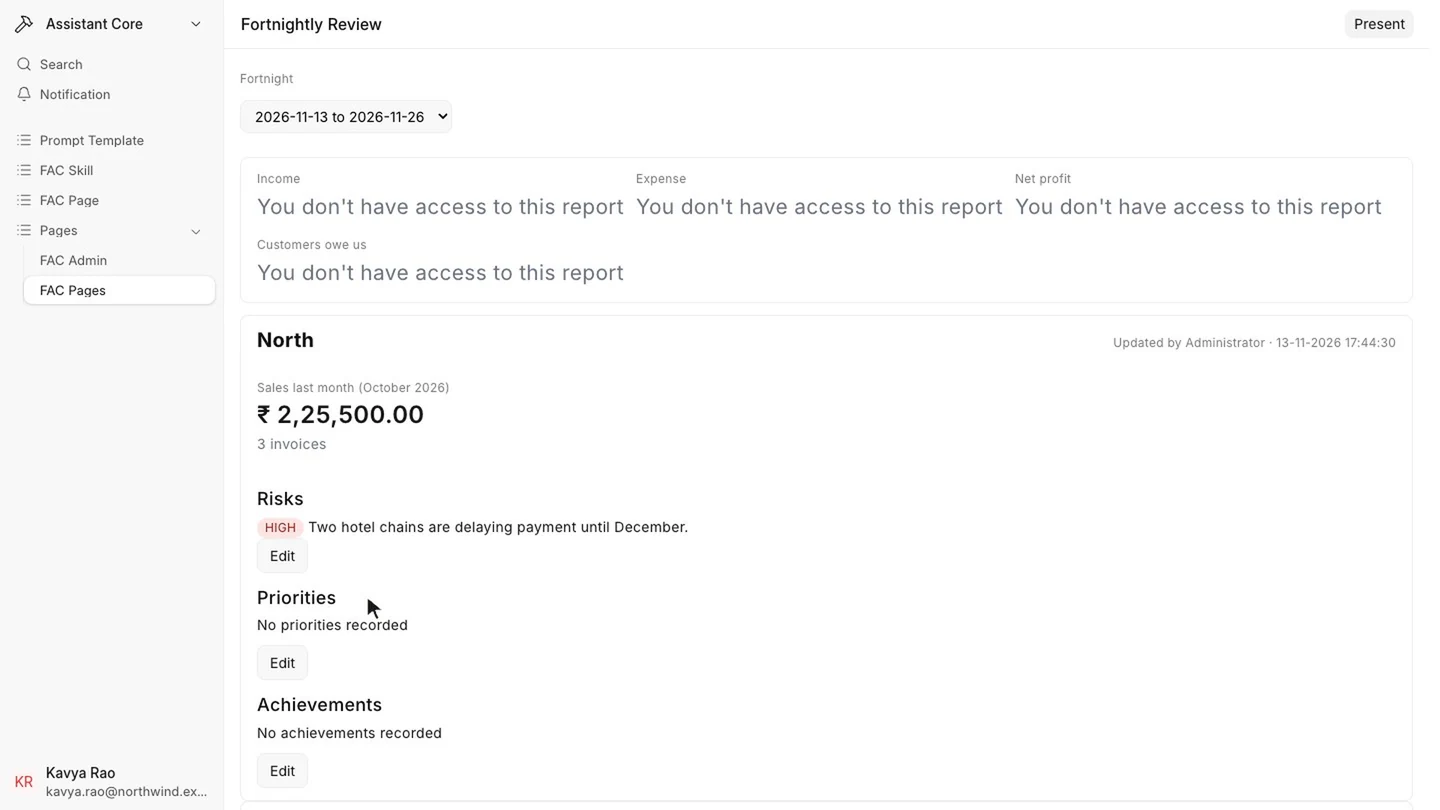 Assistant Core
Search
Notification
Prompt Template
FAC Skill
FAC Page
Pages
FAC Admin
FAC Pages
KR
Kavya Rao
kavya.rao@northwind.ex...
Fortnightly Review
Present
Fortnight
2026-11-13 to 2026-11-26
Income Expense Net profit
You don't have access to this report You don't have access to this report You don't have access to this report
Customers owe us
You don't have access to this report
North
Updated by Administrator · 13-11-2026 17:44:30
Sales last month (October 2026)
₹ 2,25,500.00
3 invoices
Risks
HIGH Two hotel chains are delaying payment until December.
Edit
Priorities
No priorities recorded
Edit
Achievements
No achievements recorded
Edit